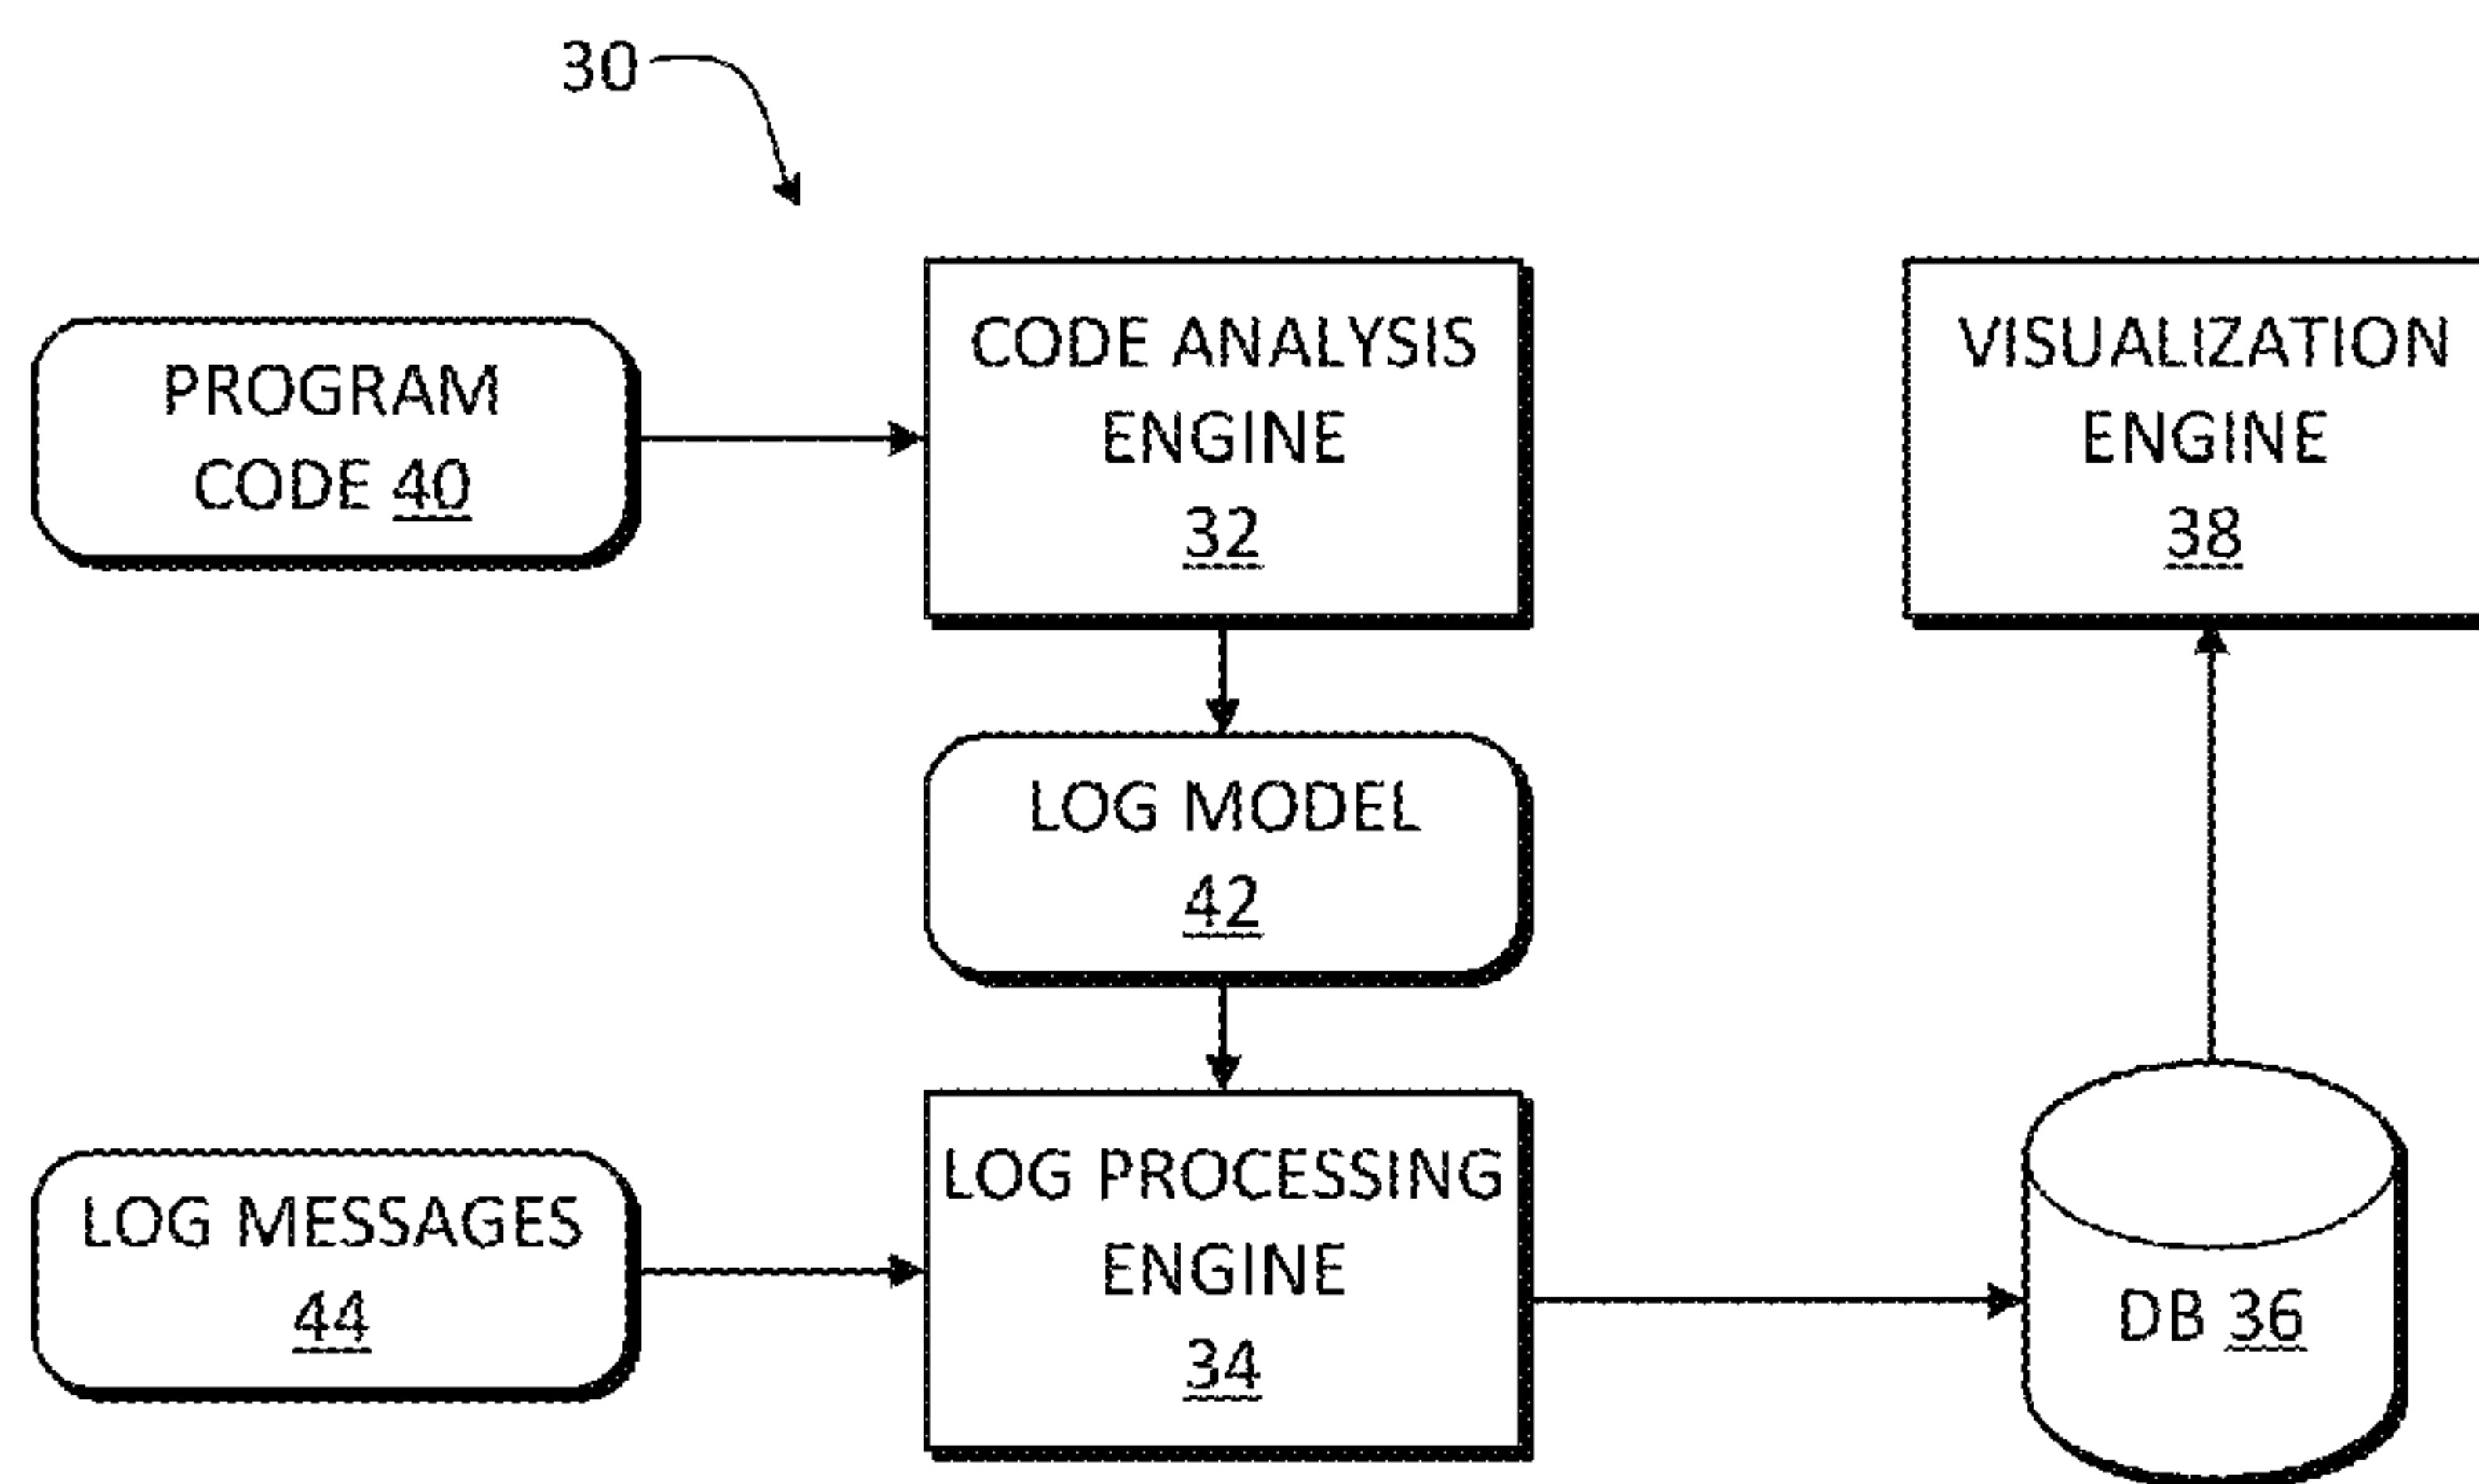 30
PROGRAM
CODE 40
CODE ANALYSIS
ENGINE
32
VISUALIZATION
ENGINE
38
LOG MODEL
42
LOG MESSAGES
44
LOG PROCESSING
ENGINE
34
DB 36